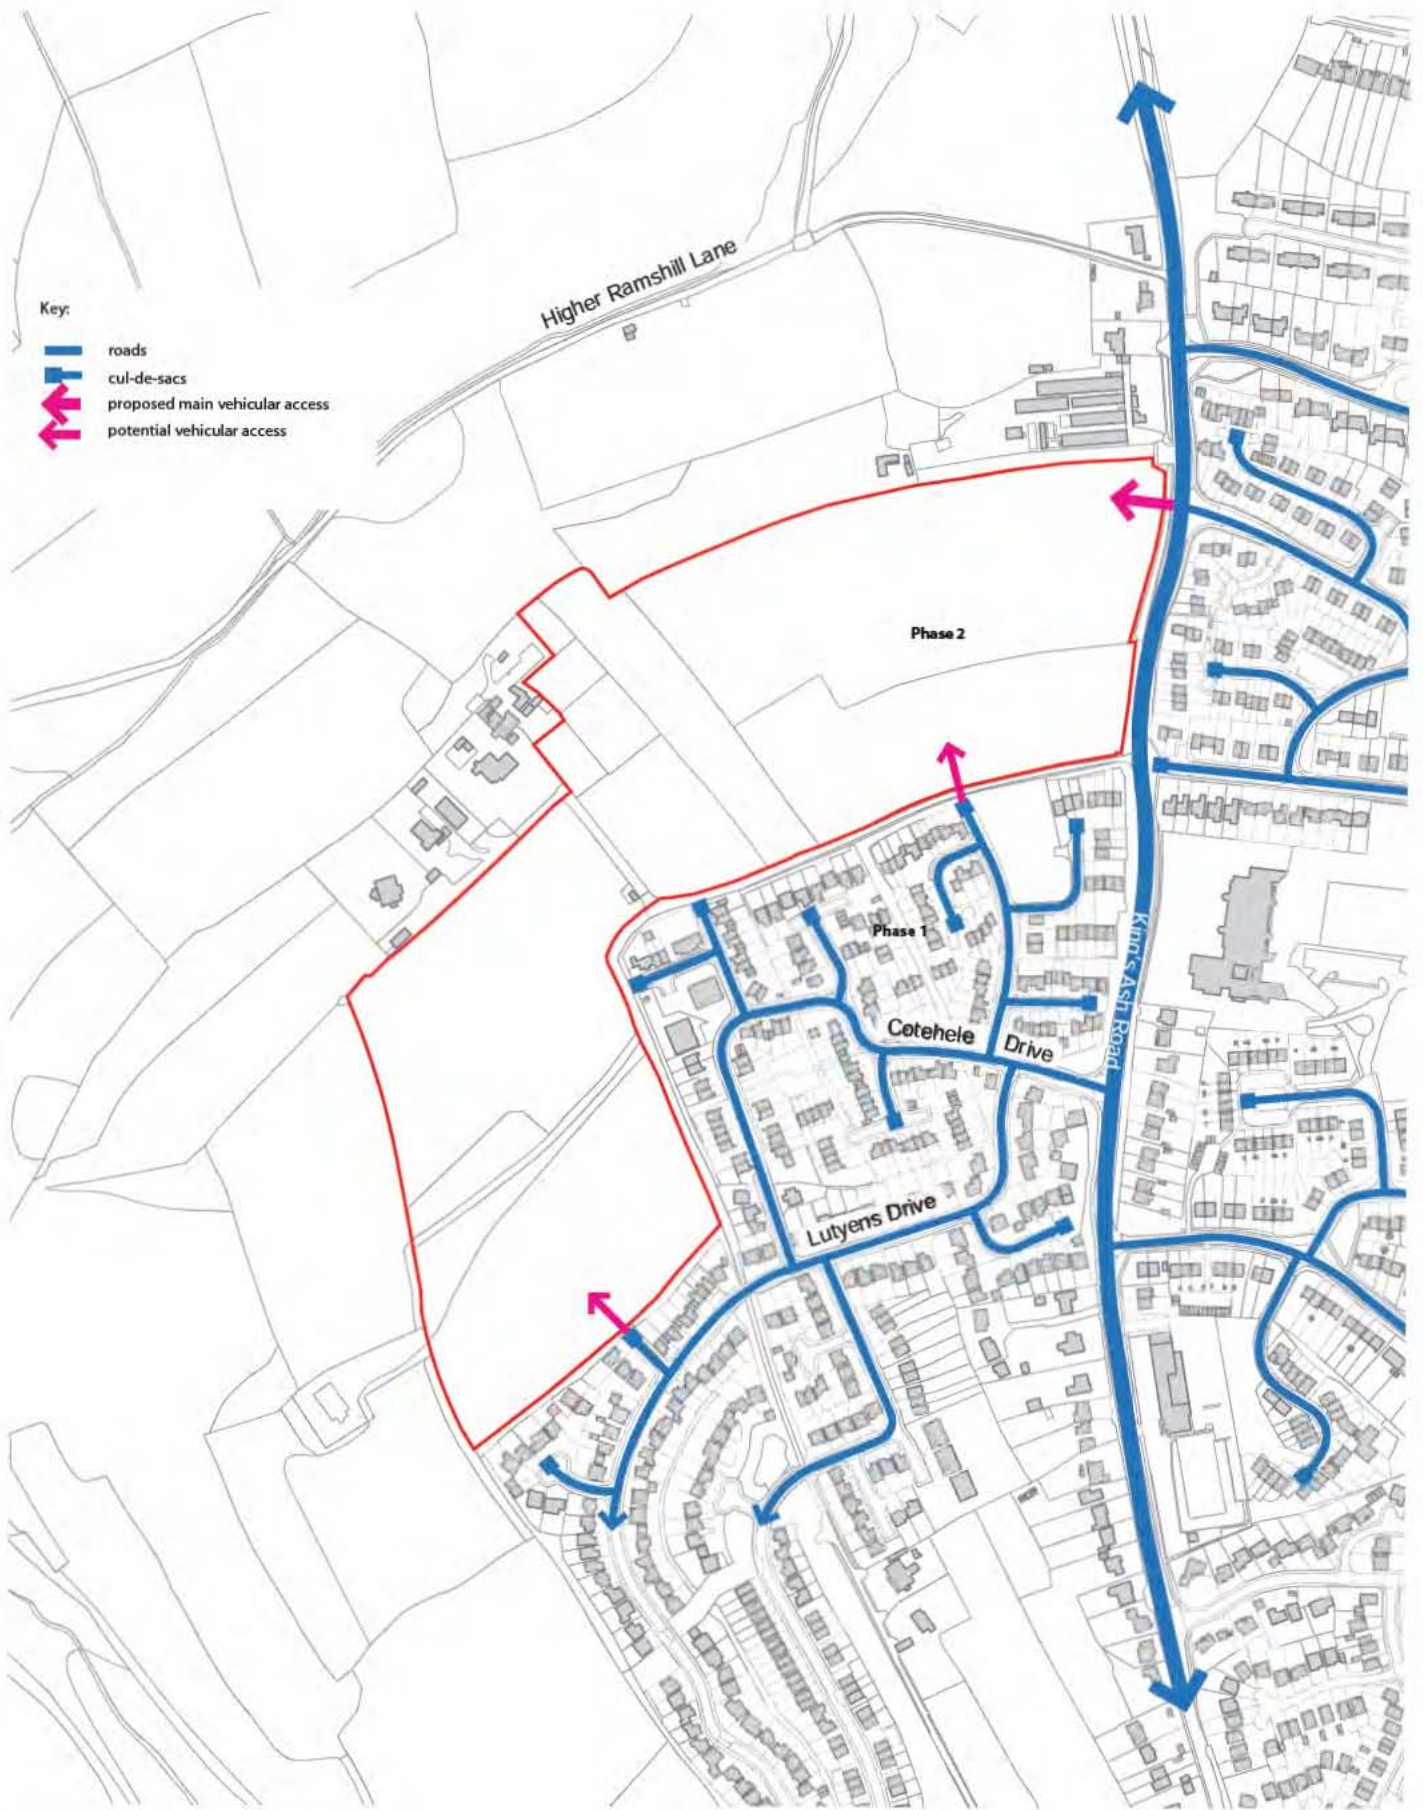 Higher Ramshill Lane
Key:
roads
cul-de-sacs
proposed main vehicular access
potential vehicular access
Phase 2
Phase 1
King's Ash Road
Cotehele Drive
Lutyens Drive